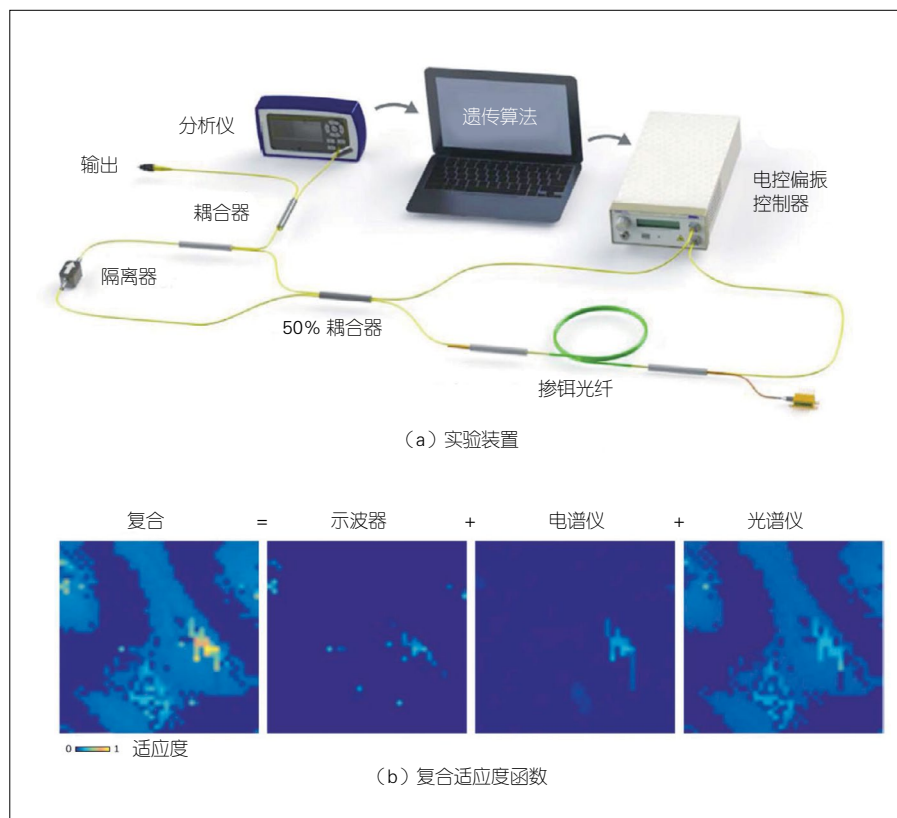 分析仪
遗传算法
输出
电控偏振
控制器
耦合器
隔离器
50% 耦合器
掺铒光纤
（a）实验装置
复合 = 示波器 + 电谱仪 + 光谱仪
0 1 适应度
（b）复合适应度函数